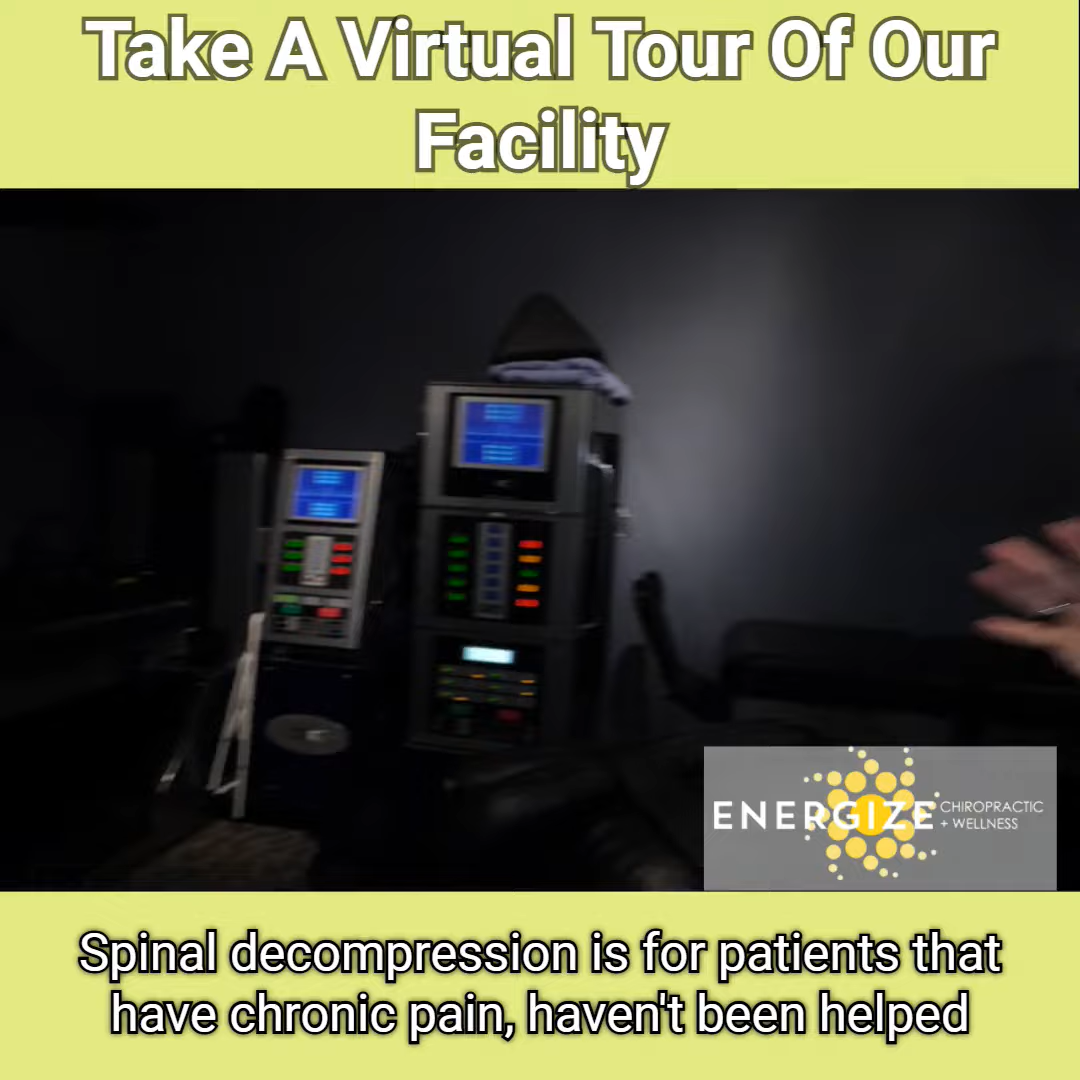 Take A Virtual Tour Of Our
Facility
ENERGIZE CHIROPRACTIC
+ WELLNESS
Spinal decompression is for patients that
have chronic pain, haven't been helped